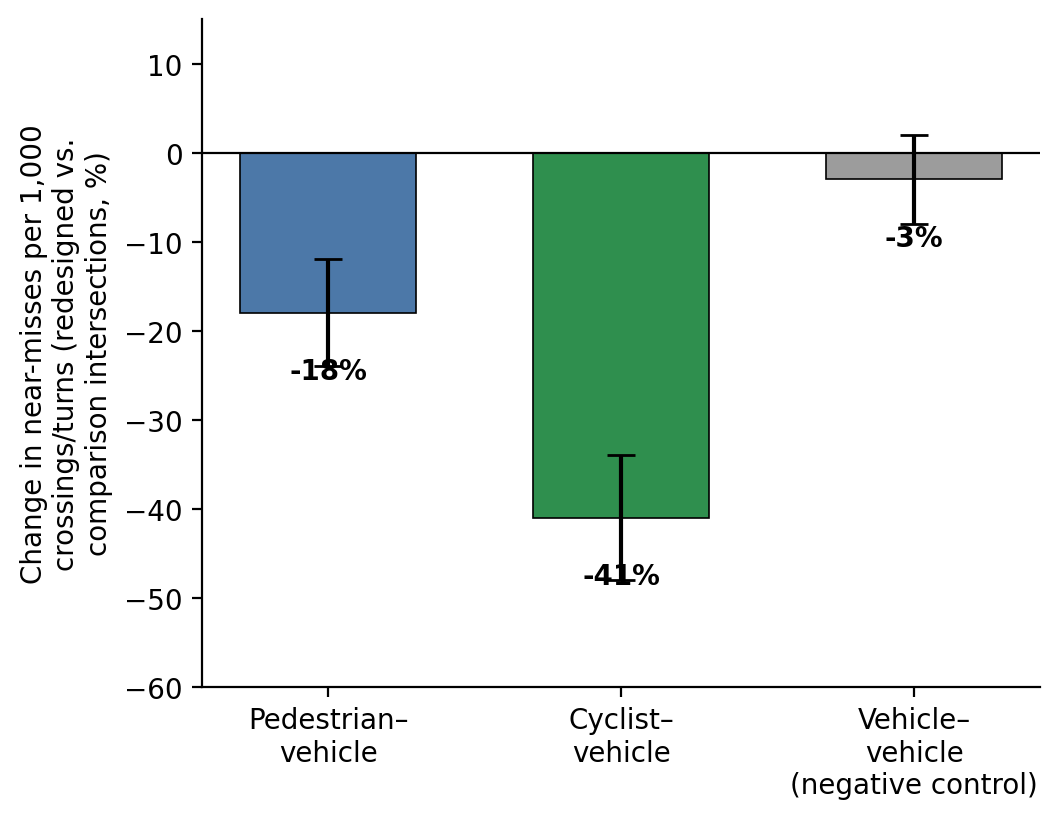 Change in near-misses per 1,000
crossings/turns (redesigned vs.
comparison intersections, %)
10
0
−10
−20
−30
−40
−50
−60
-18%
-41%
-3%
Pedestrian–
vehicle
Cyclist–
vehicle
Vehicle–
vehicle
(negative control)